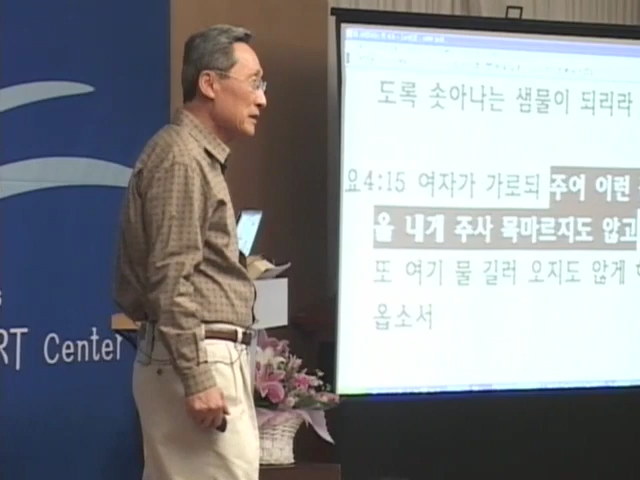 도록 솟아나는 샘물이 되리라
요4:15 여자가 가로되 주여 이런
을 내게 주사 목마르지도 않고
또 여기 물 길러 오지도 않게
옵소서
RT Center